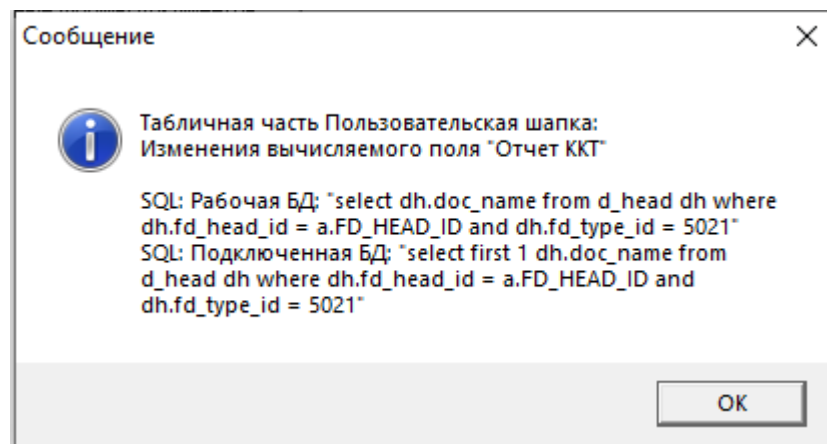 Сообщение
Табличная часть Пользовательская шапка:
Изменения вычисляемого поля "Отчет ККТ"
SQL: Рабочая БД: "select dh.doc_name from d_head dh where
dh.fd_head_id = a.FD_HEAD_ID and dh.fd_type_id = 5021"
SQL: Подключенная БД: "select first 1 dh.doc_name from
d_head dh where dh.fd_head_id = a.FD_HEAD_ID and
dh.fd_type_id = 5021"
OK